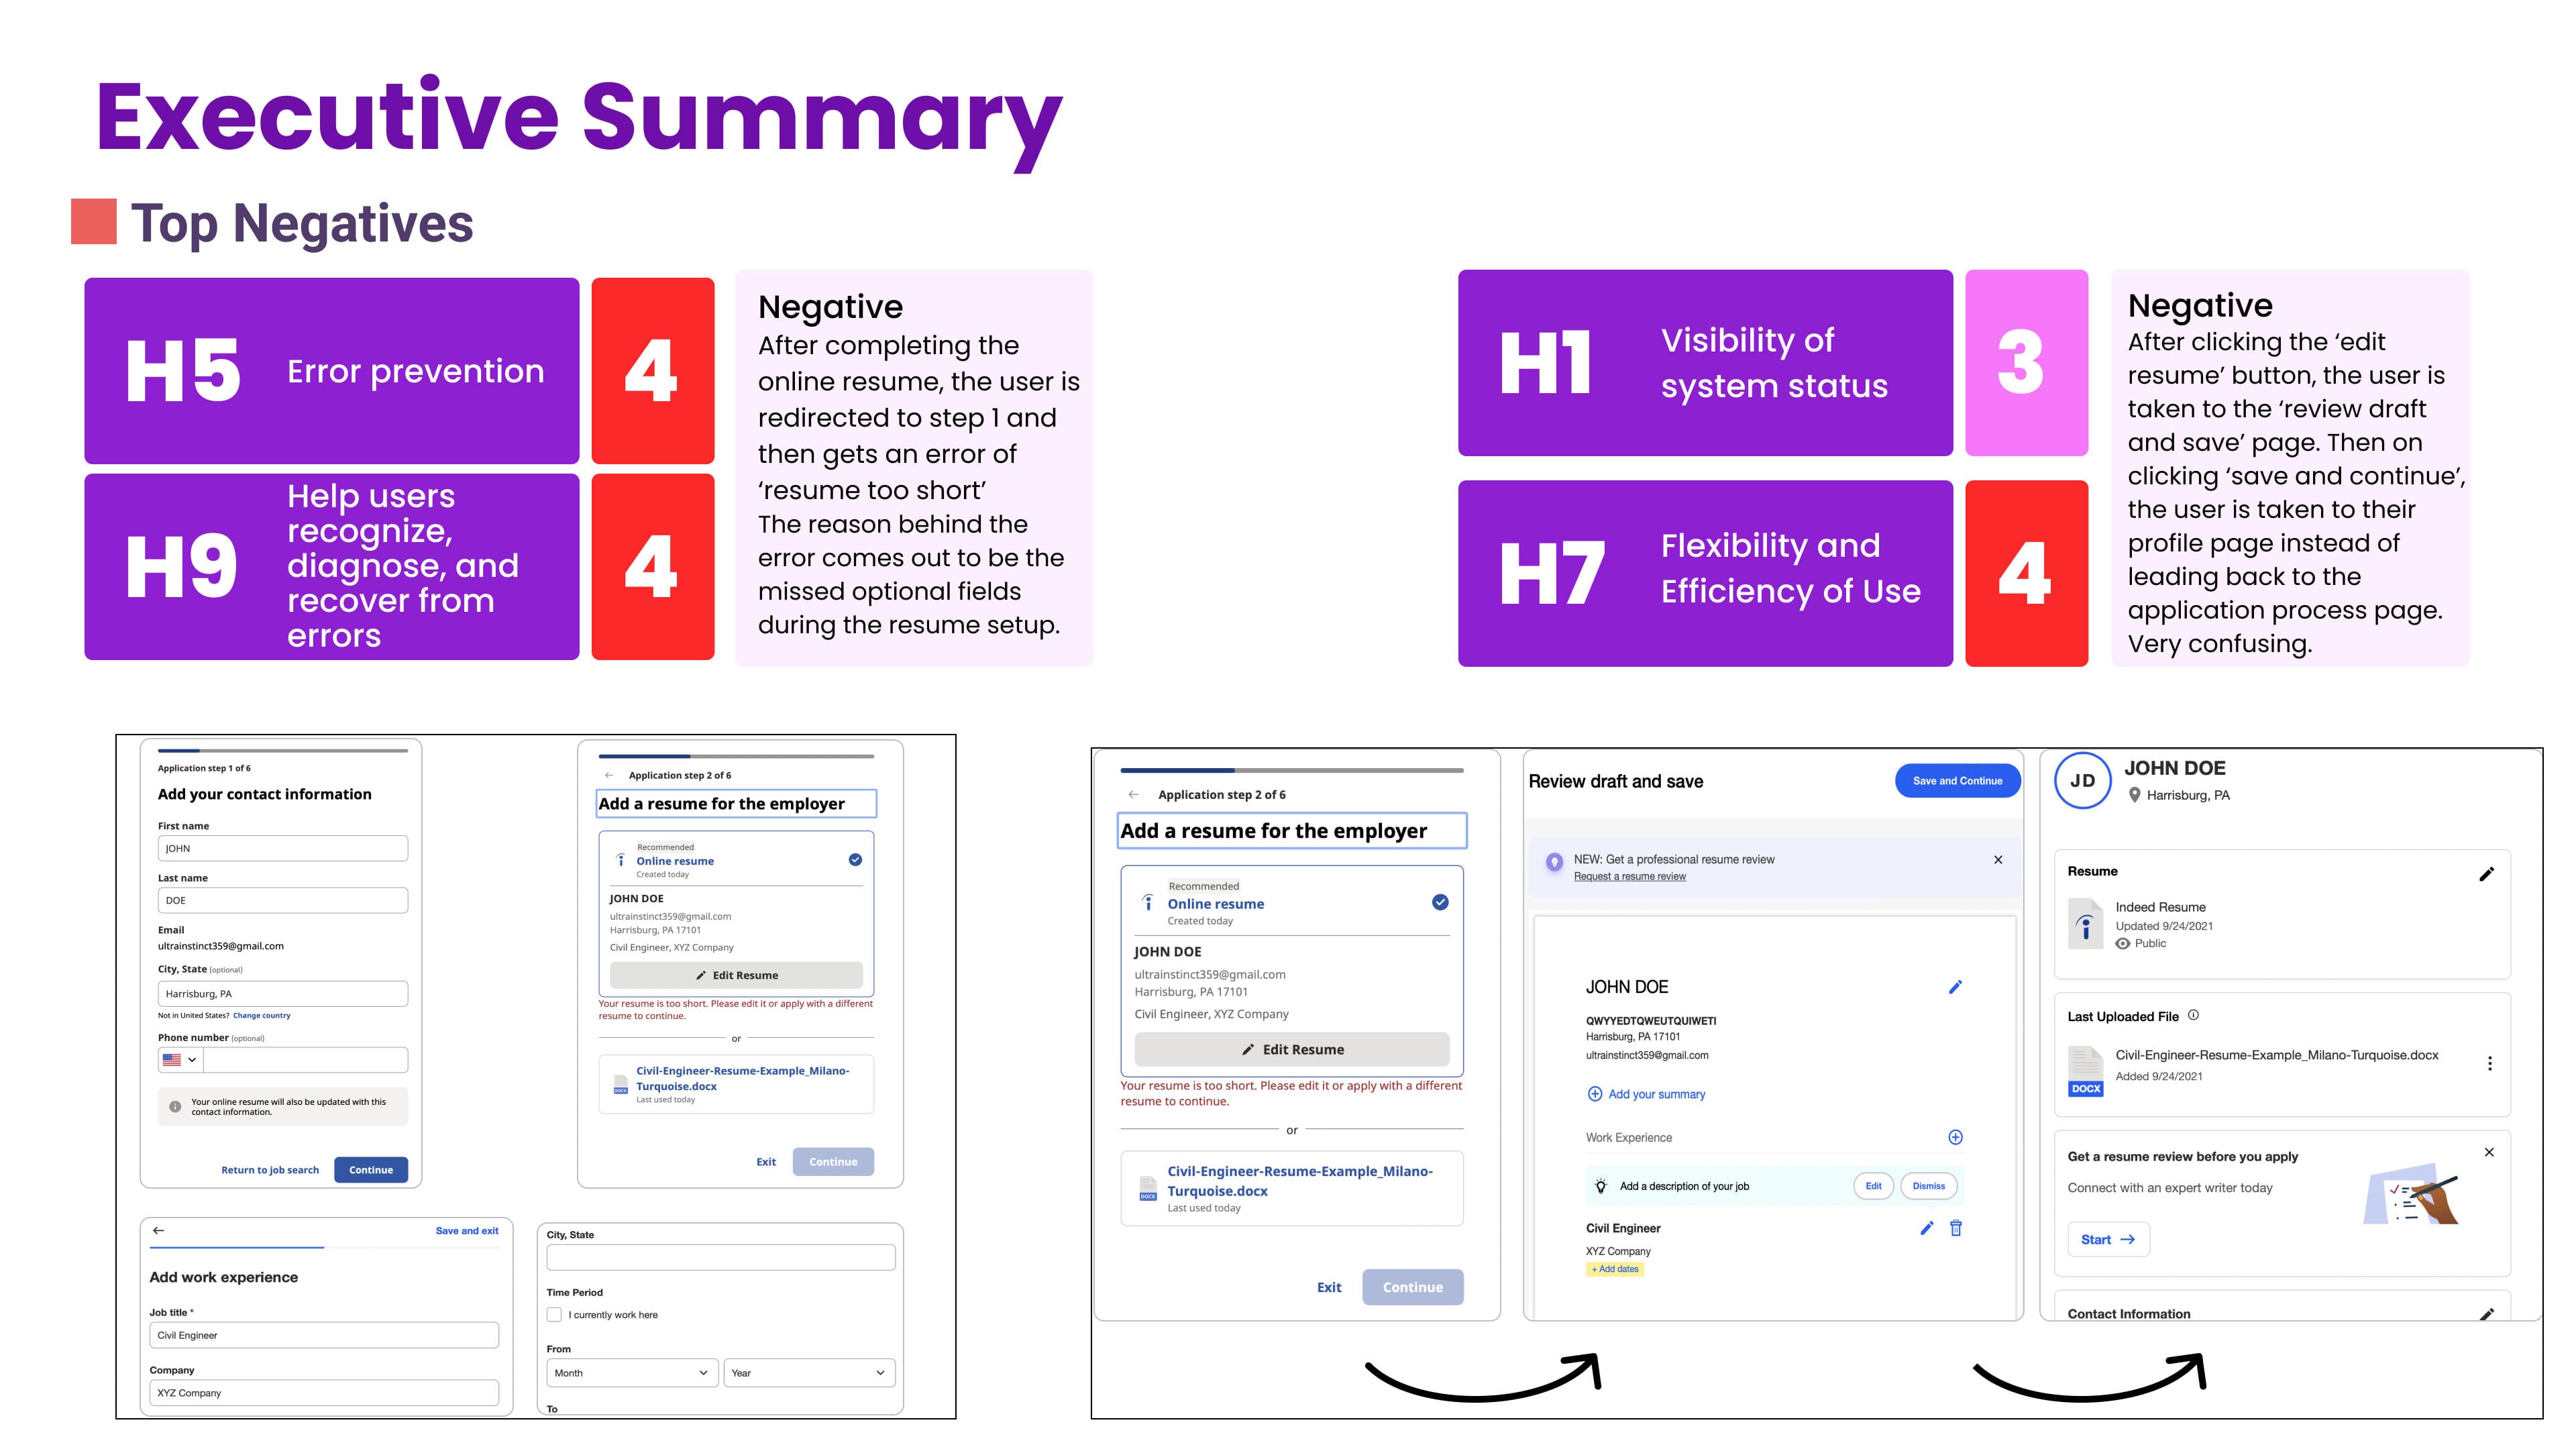 Executive Summary
Top Negatives
H5
Error prevention
4
H9
Help users
recognize,
diagnose, and
recover from
errors
4
Negative
After completing the
online resume, the user is
redirected to step 1 and
then gets an error of
‘resume too short’
The reason behind the
error comes out to be the
missed optional fields
during the resume setup.
H1
Visibility of
system status
3
H7
Flexibility and
Efficiency of Use
4
Negative
After clicking the ‘edit
resume’ button, the user is
taken to the ‘review draft
and save’ page. Then on
clicking ‘save and continue’,
the user is taken to their
profile page instead of
leading back to the
application process page.
Very confusing.
Application step 1 of 6
Add your contact information
First name
JOHN
Last name
DOE
Email
ultrainstinct359@gmail.com
City, State (optional)
Harrisburg, PA
Not in United States? Change country
Phone number (optional)
Your online resume will also be updated with this
contact information.
Return to job search
Continue
Application step 2 of 6
Add a resume for the employer
Recommended
Online resume
Created today
JOHN DOE
ultrainstinct359@gmail.com
Harrisburg, PA 17101
Civil Engineer, XYZ Company
Edit Resume
Your resume is too short. Please edit it or apply with a different
resume to continue.
or
Civil-Engineer-Resume-Example_Milano-
Turquoise.docx
DOCX
Last used today
Exit
Continue
Save and exit
Add work experience
Job title *
Civil Engineer
Company
XYZ Company
City, State
Time Period
I currently work here
From
Month
Year
To
Application step 2 of 6
Add a resume for the employer
Recommended
Online resume
Created today
JOHN DOE
ultrainstinct359@gmail.com
Harrisburg, PA 17101
Civil Engineer, XYZ Company
Edit Resume
Your resume is too short. Please edit it or apply with a different
resume to continue.
or
Civil-Engineer-Resume-Example_Milano-
Turquoise.docx
DOCX
Last used today
Exit
Continue
Review draft and save
Save and Continue
NEW: Get a professional resume review
Request a resume review
JOHN DOE
QWYYEDTQWEUTQUIWETI
Harrisburg, PA 17101
ultrainstinct359@gmail.com
Add your summary
Work Experience
Add a description of your job
Edit
Dismiss
Civil Engineer
XYZ Company
+ Add dates
JD
JOHN DOE
Harrisburg, PA
Resume
Indeed Resume
Updated 9/24/2021
Public
Last Uploaded File
Civil-Engineer-Resume-Example_Milano-Turquoise.docx
Added 9/24/2021
DOCX
Get a resume review before you apply
Connect with an expert writer today
Start
Contact Information